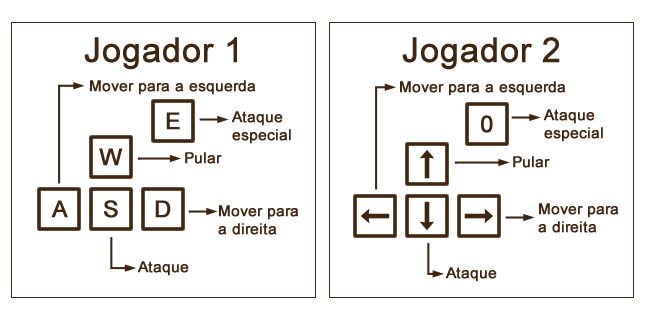 Jogador 1
Mover para a esquerda
E
Ataque
especial
W
Pular
A
S
D
Mover para
a direita
Ataque
Jogador 2
Mover para a esquerda
0
Ataque
especial
Pular
Mover para
a direita
Ataque